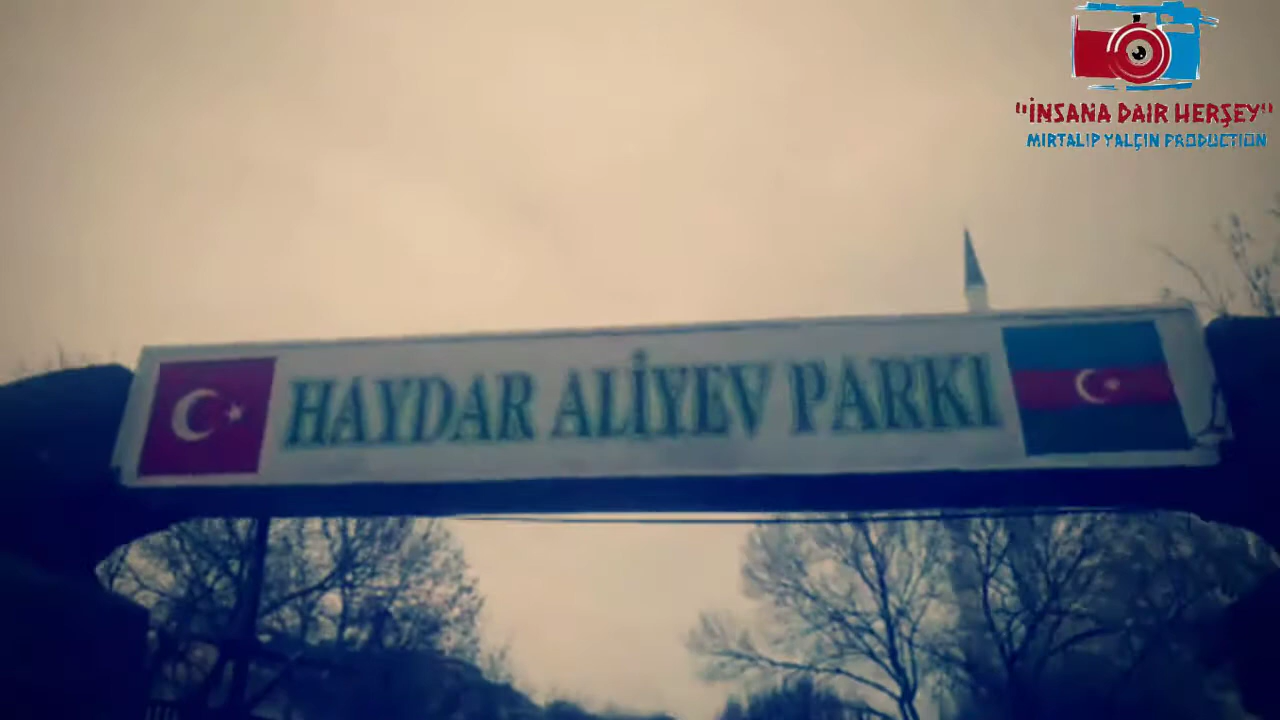 "İNSANA DAİR HERŞEY"
MIRTALIP YALÇIN PRODUCTION
HAYDAR ALİYEV PARKI